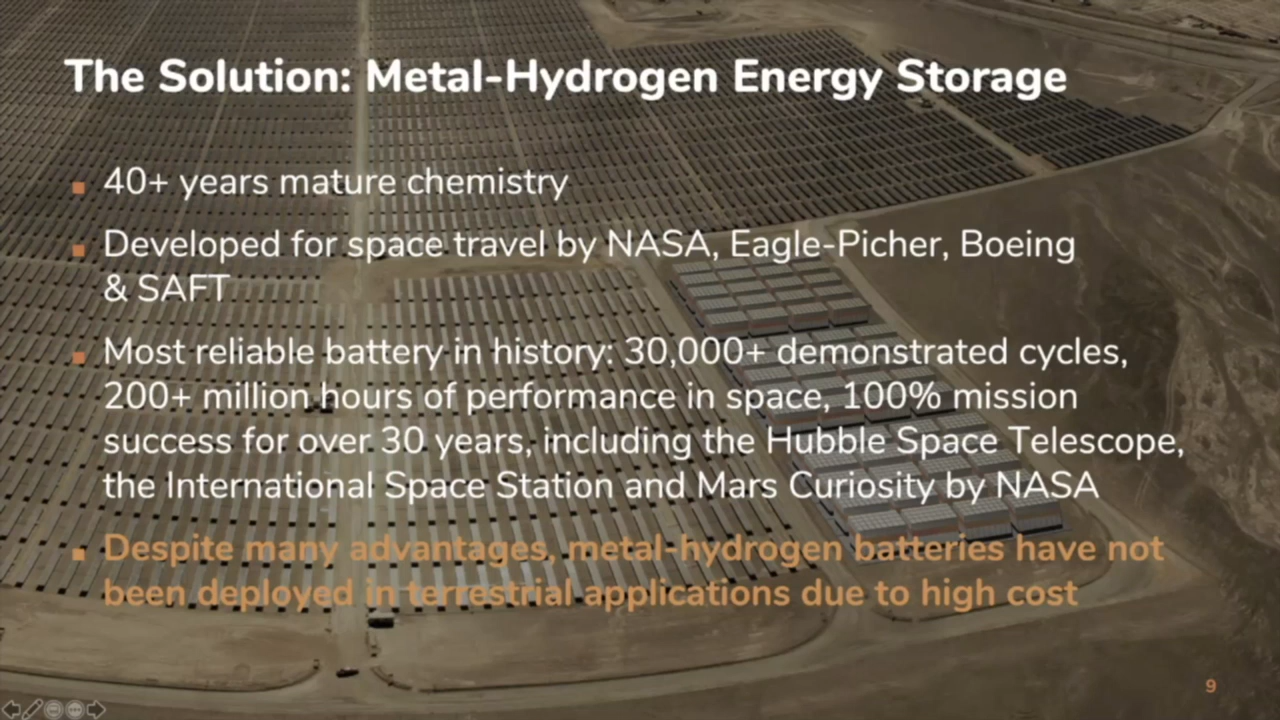 The Solution: Metal-Hydrogen Energy Storage
40+ years mature chemistry
Developed for space travel by NASA, Eagle-Picher, Boeing
& SAFT
Most reliable battery in history: 30,000+ demonstrated cycles,
200+ million hours of performance in space, 100% mission
success for over 30 years, including the Hubble Space Telescope,
the International Space Station and Mars Curiosity by NASA
Despite many advantages, metal-hydrogen batteries have not
been deployed in terrestrial applications due to high cost
9